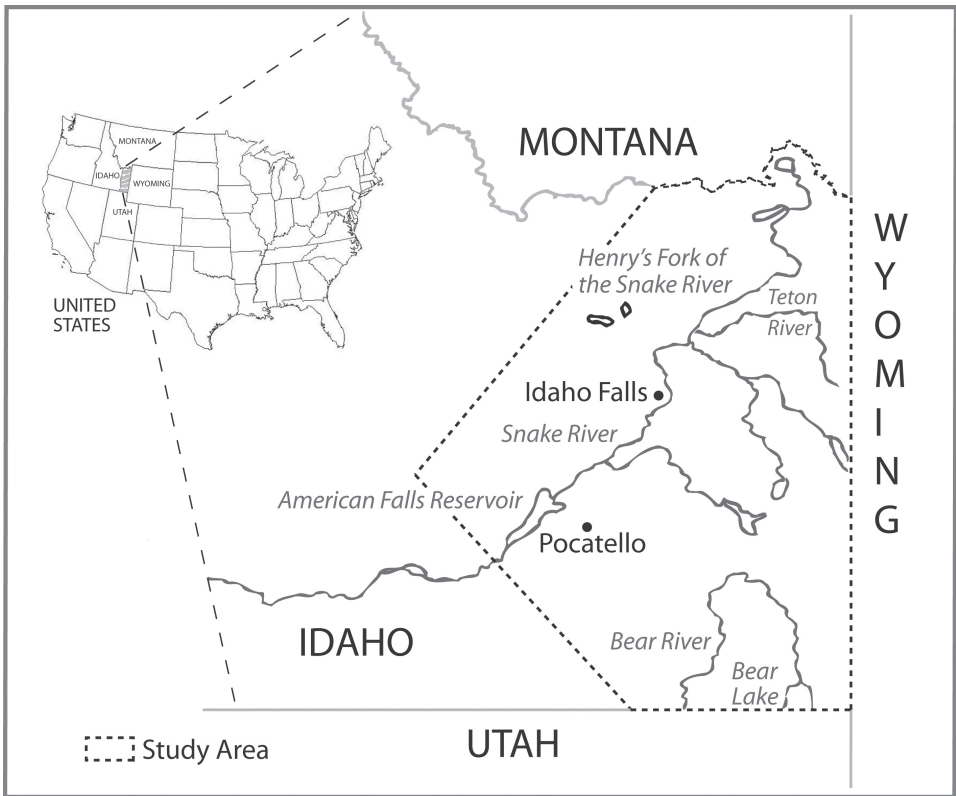 MONTANA
IDAHO
WYOMING
UTAH
UNITED
STATES
MONTANA
Henry's Fork of
the Snake River
Teton
River
Idaho Falls
Snake River
American Falls Reservoir
Pocatello
IDAHO
Bear River
Bear
Lake
UTAH
W
Y
O
M
I
N
G
Study Area